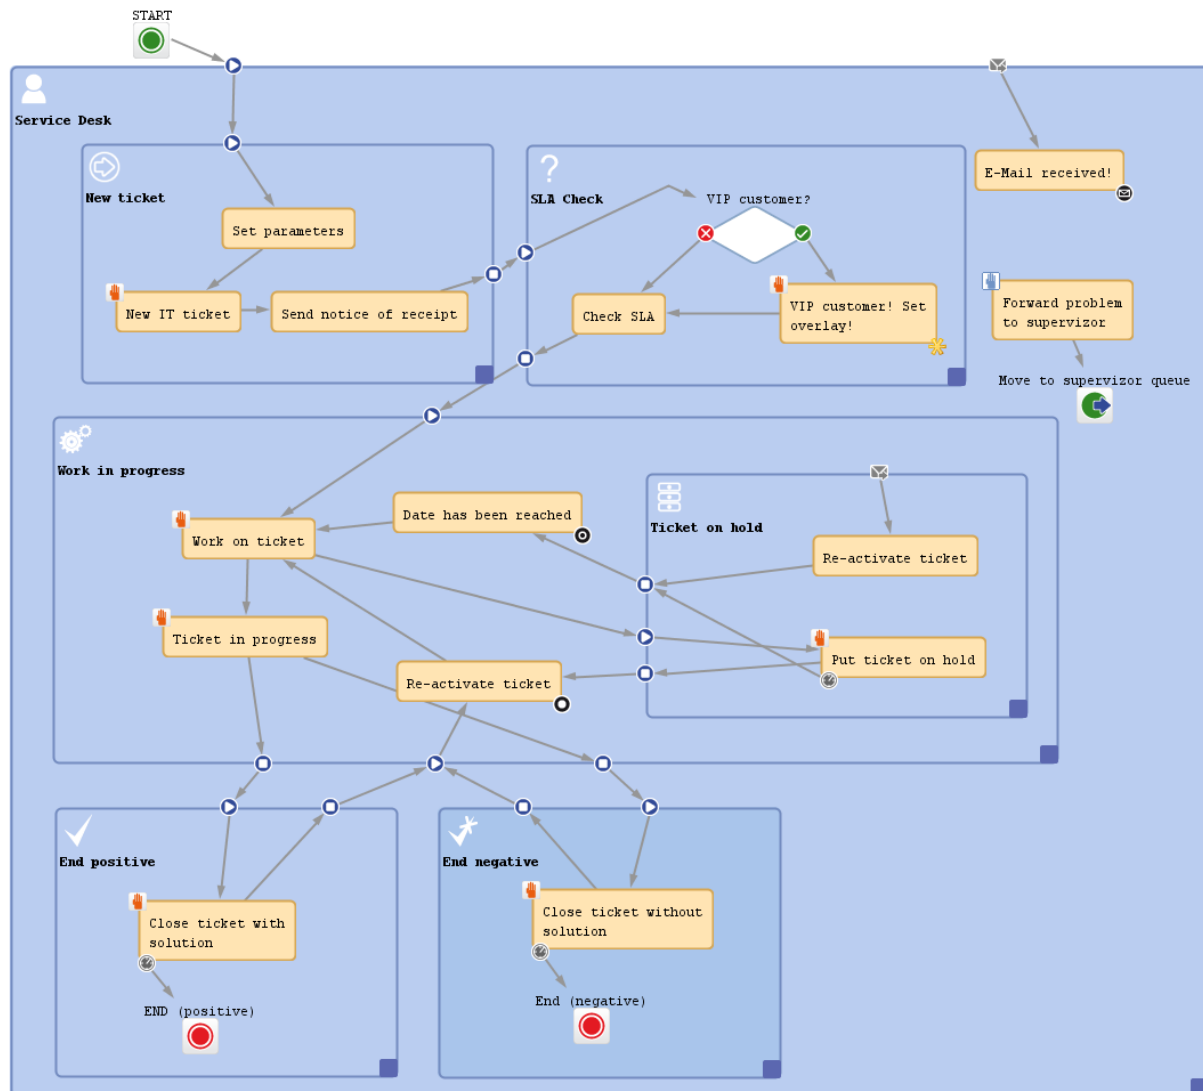 START
Service Desk
New ticket
SLA Check
VIP customer?
E-Mail received!
Set parameters
New IT ticket
Send notice of receipt
Check SLA
VIP customer! Set
overlay!
Forward problem
to supervizor
Move to supervizor queue
Work in progress
Date has been reached
Ticket on hold
Work on ticket
Re-activate ticket
Ticket in progress
Re-activate ticket
Put ticket on hold
End positive
End negative
Close ticket with
solution
Close ticket without
solution
END (positive)
End (negative)